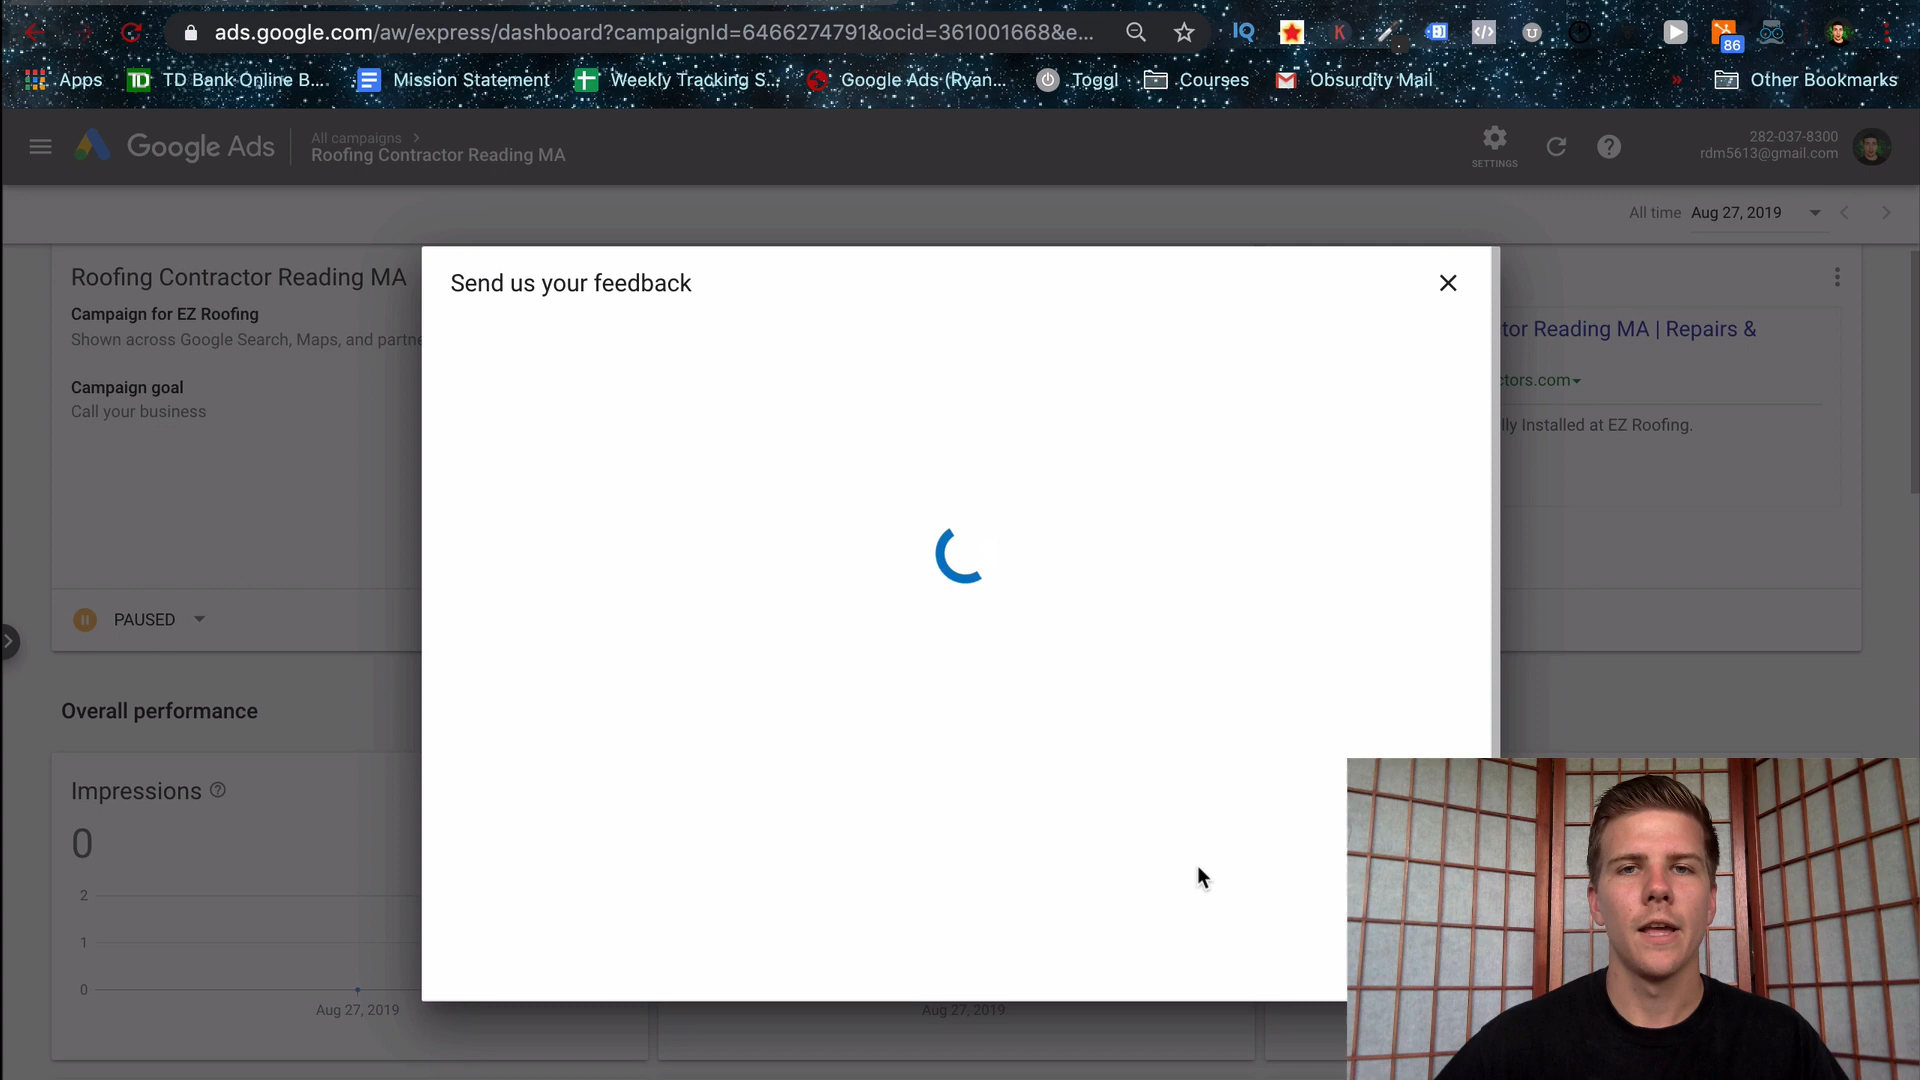 ads.google.com/aw/express/dashboard?campaignId=6466274791&ocid=361001668&e...
86
Apps
TD Bank Online B...
Mission Statement
Weekly Tracking S...
Google Ads (Ryan...
Toggl
Courses
Obsurdity Mail
Other Bookmarks
Google Ads
All campaigns
Roofing Contractor Reading MA
SETTINGS
282-037-8300
rdm5613@gmail.com
All time Aug 27, 2019
Roofing Contractor Reading MA
Campaign for EZ Roofing
Shown across Google Search, Maps, and partne
Campaign goal
Call your business
Send us your feedback
tor Reading MA | Repairs &
ctors.com
lly Installed at EZ Roofing.
PAUSED
Overall performance
Impressions
0
2
1
0
Aug 27, 2019
Aug 27, 2019